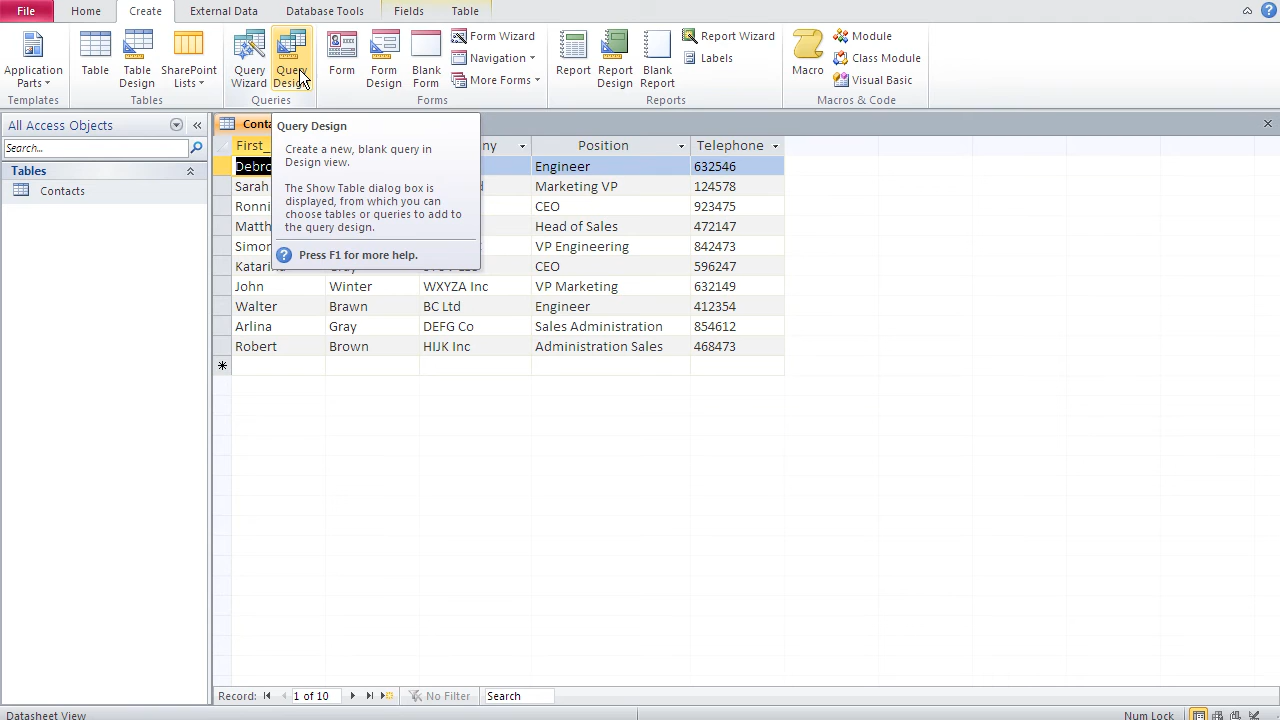 File Home Create External Data Database Tools Fields Table
Application Parts
Table
Table Design
SharePoint Lists
Query Wizard
Query Design
Form
Form Design
Blank Form
Form Wizard
Navigation
More Forms
Report
Report Design
Blank Report
Report Wizard
Labels
Macro
Module
Class Module
Visual Basic
Templates Tables Queries Forms Reports Macros & Code
All Access Objects
Search...
Tables
Contacts
Query Design
Create a new, blank query in
Design view.
The Show Table dialog box is
displayed, from which you can
choose tables or queries to add to
the query design.
Press F1 for more help.
Position Telephone
Engineer 632546
Sarah Marketing VP 124578
CEO 923475
Head of Sales 472147
VP Engineering 842473
CEO 596247
John Winter WXYZA Inc VP Marketing 632149
Walter Brawn BC Ltd Engineer 412354
Arlina Gray DEFG Co Sales Administration 854612
Robert Brown HIJK Inc Administration Sales 468473
Record: 1 of 10 No Filter Search
Datasheet View Num Lock